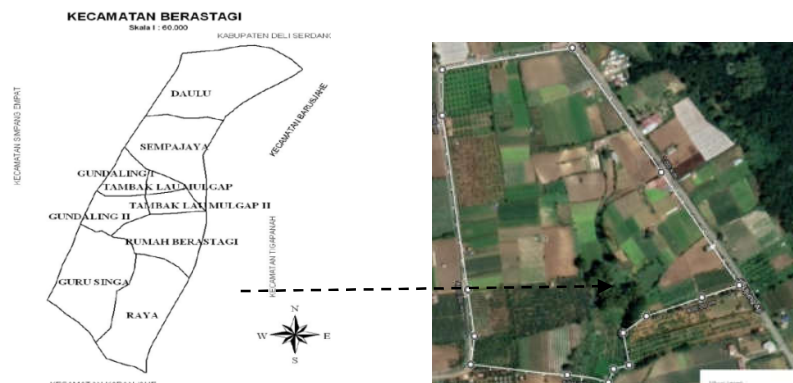 KECAMATAN BERASTAGI
Skala I : 60.000
KABUPATEN DELI SERDANG
KECAMATAN SIMPANG EMPAT
DAULU
KECAMATAN BARUSJAHE
SEMPAJAYA
GUNDALING I
TAMBAK LAU MULGAP
TAMBAK LAU MULGAP II
GUNDALING II
RUMAH BERASTAGI
KECAMATAN TIGAPANAH
GURU SINGA
RAYA
N
W E
S